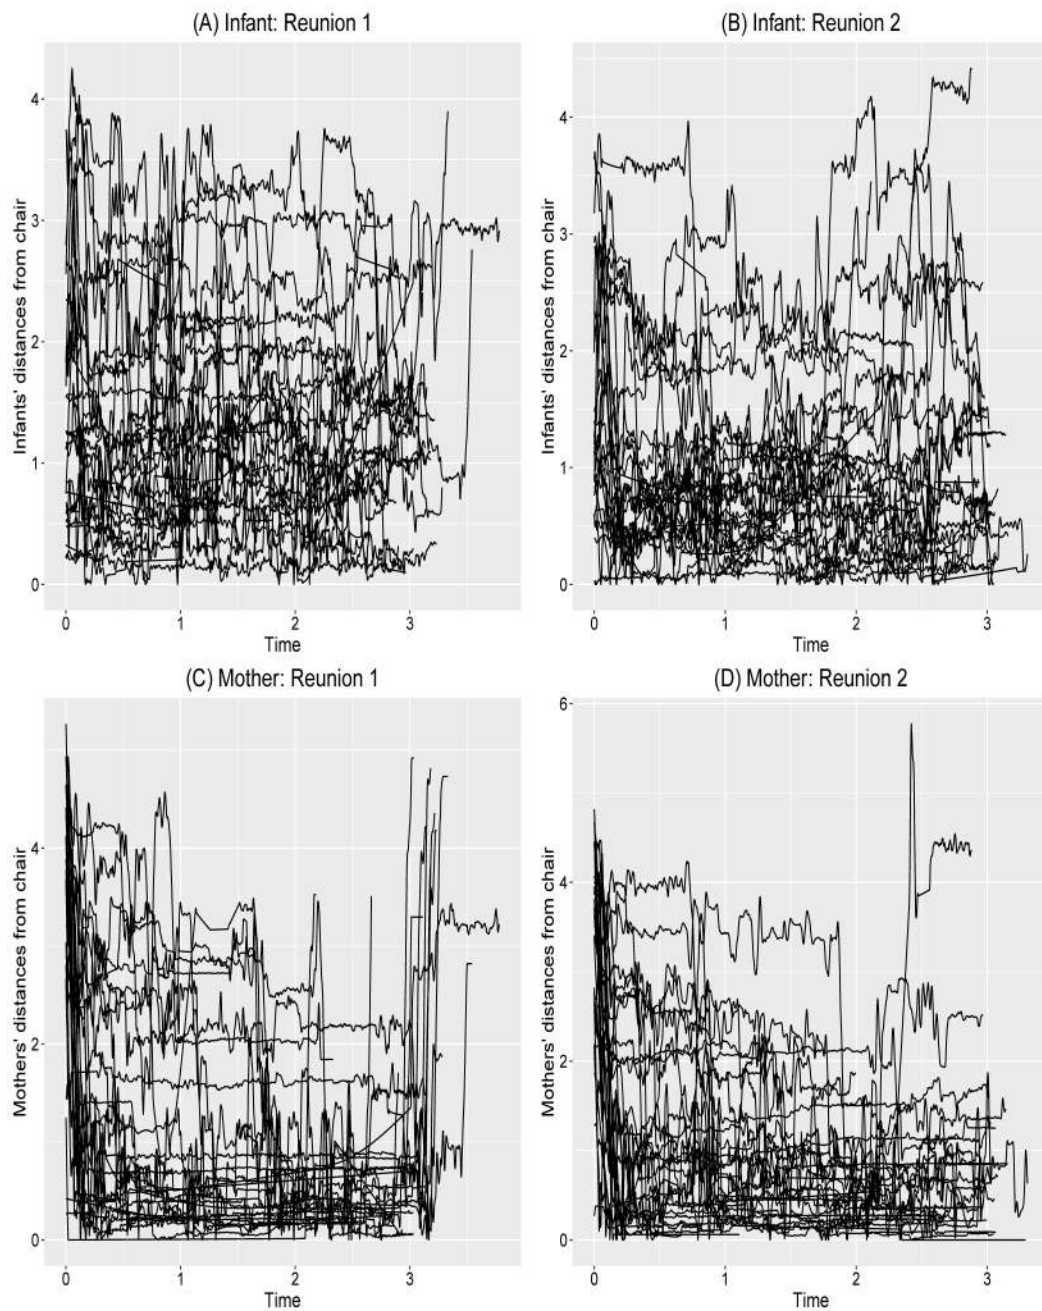 (A) Infant: Reunion 1
Infants' distances from chair
4
3
2
1
0
0 1 2 3
Time
(B) Infant: Reunion 2
Infants' distances from chair
4
3
2
1
0
0 1 2 3
Time
(C) Mother: Reunion 1
Mothers' distances from chair
4
2
0
0 1 2 3
Time
(D) Mother: Reunion 2
Mothers' distances from chair
6
4
2
0
0 1 2 3
Time